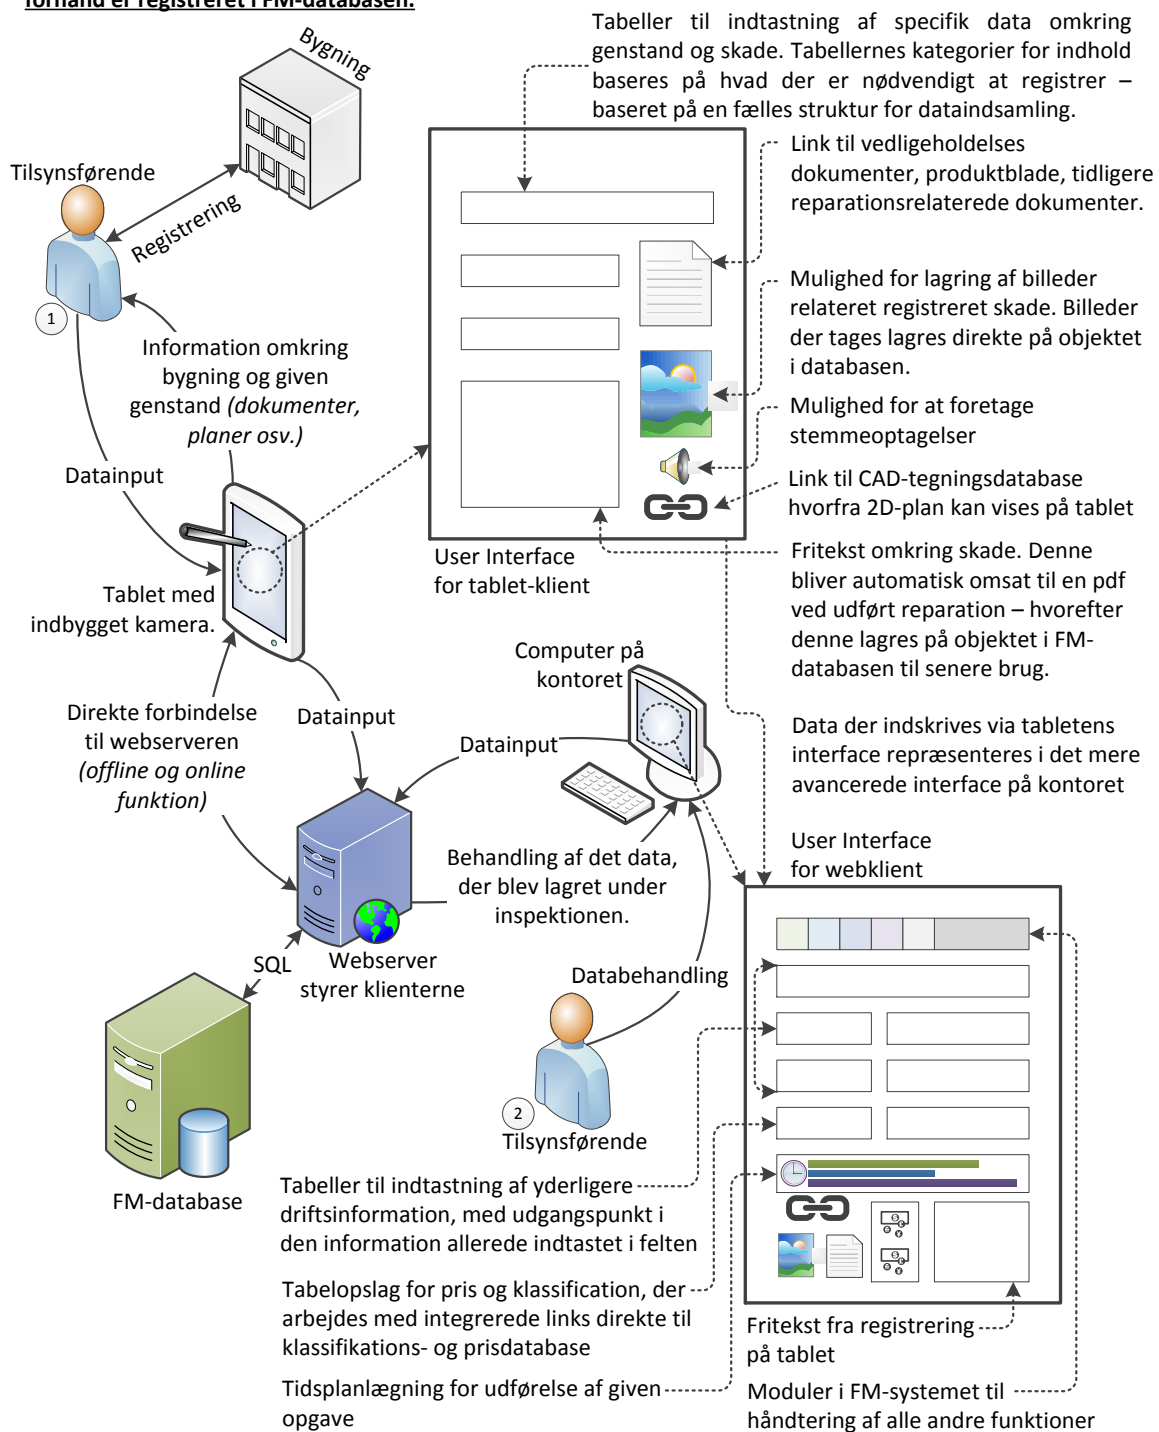 forhånd er registreret i FM-databasen.
Bygning
Tilsynsførende
Registrering
1
Information omkring
bygning og given
genstand (dokumenter,
planer osv.)
Datainput
Tablet med
indbygget kamera.
Direkte forbindelse
til webserveren
(offline og online
funktion)
Datainput
SQL
Webserver
styrer klienterne
FM-database
Tabeller til indtastning af specifik data omkring
genstand og skade. Tabellernes kategorier for indhold
baseres på hvad der er nødvendigt at registrer –
baseret på en fælles struktur for dataindsamling.
Link til vedligeholdelses
dokumenter, produktblade, tidligere
reparationsrelaterede dokumenter.
Mulighed for lagring af billeder
relateret registreret skade. Billeder
der tages lagres direkte på objektet
i databasen.
Mulighed for at foretage
stemmeoptagelser
Link til CAD-tegningsdatabase
hvorfra 2D-plan kan vises på tablet
Fritekst omkring skade. Denne
bliver automatisk omsat til en pdf
ved udført reparation – hvorefter
denne lagres på objektet i FM-
databasen til senere brug.
User Interface
for tablet-klient
Computer på
kontoret
Datainput
Behandling af det data,
der blev lagret under
inspektionen.
Databehandling
2
Tilsynsførende
Data der indskrives via tabletens
interface repræsenteres i det mere
avancerede interface på kontoret
User Interface
for webklient
Tabeller til indtastning af yderligere
driftsinformation, med udgangspunkt i
den information allerede indtastet i felten
Tabelopslag for pris og klassification, der
arbejdes med integrerede links direkte til
klassifikations- og prisdatabase
Tidsplanlægning for udførelse af given
opgave
Fritekst fra registrering
på tablet
Moduler i FM-systemet til
håndtering af alle andre funktioner